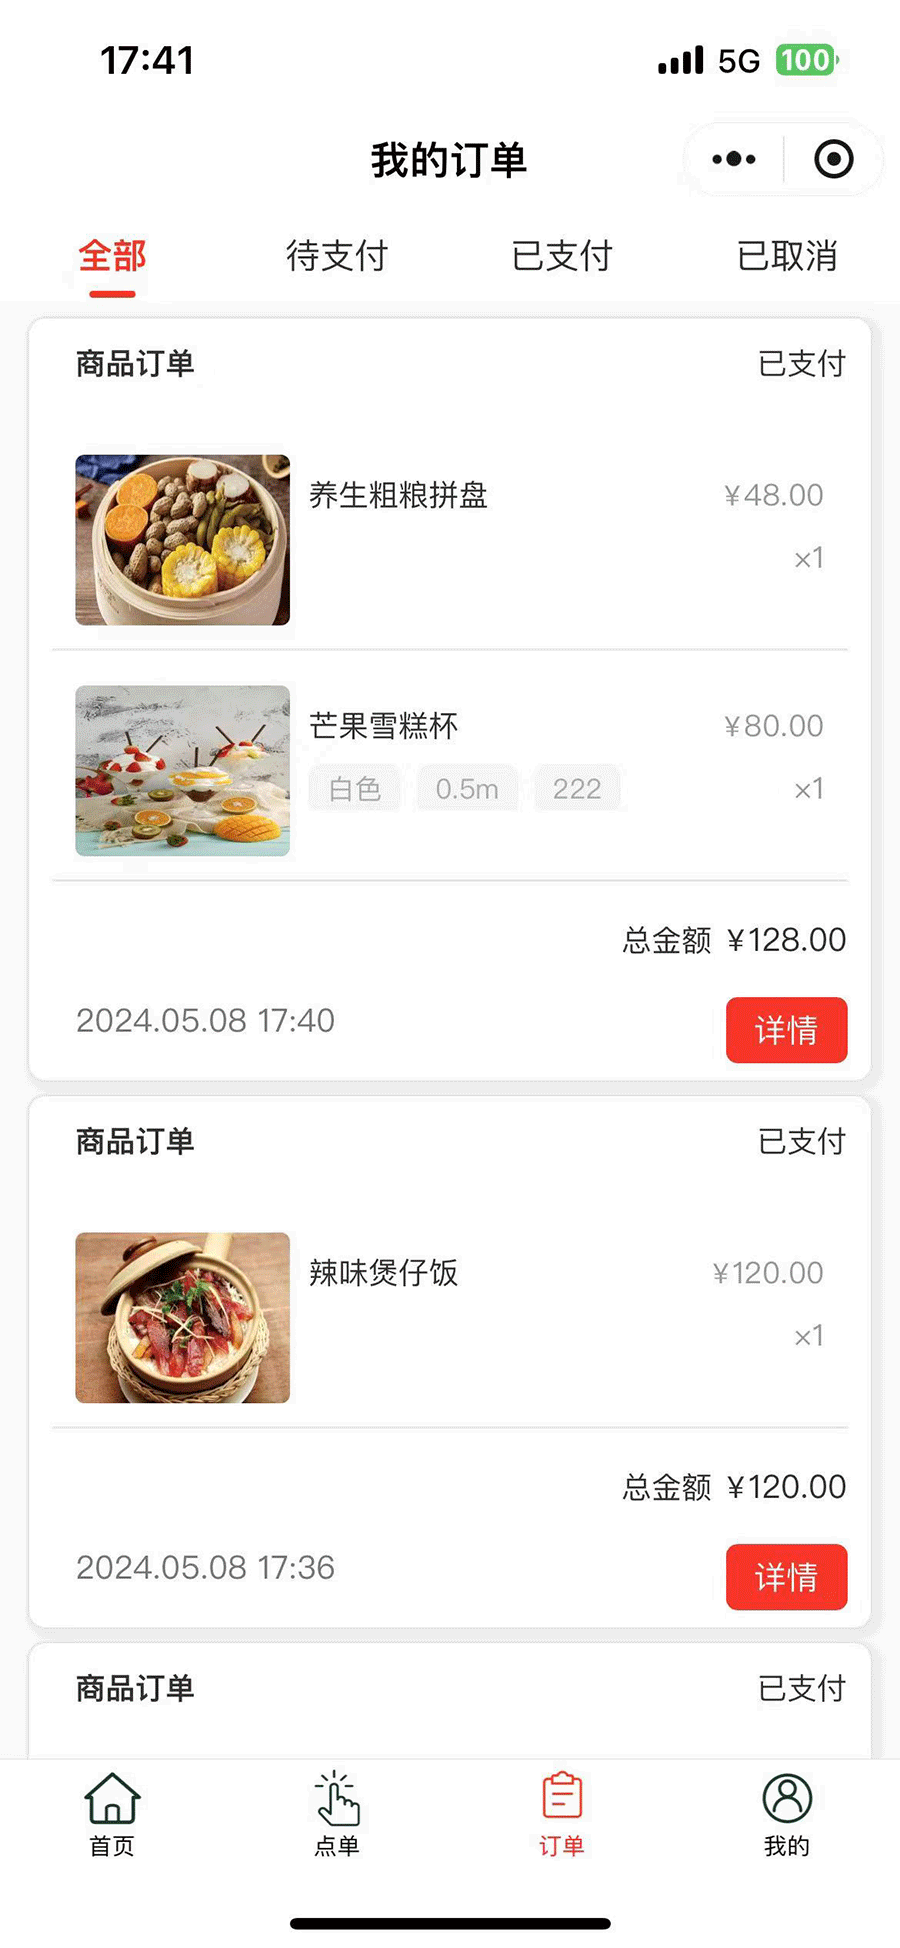 17:41 5G 100
我的订单
全部 待支付 已支付 已取消
商品订单 已支付
养生粗粮拼盘 ¥48.00
×1
芒果雪糕杯 ¥80.00
白色 0.5m 222 ×1
总金额 ¥128.00
2024.05.08 17:40 详情
商品订单 已支付
辣味煲仔饭 ¥120.00
×1
总金额 ¥120.00
2024.05.08 17:36 详情
商品订单 已支付
首页 点单 订单 我的